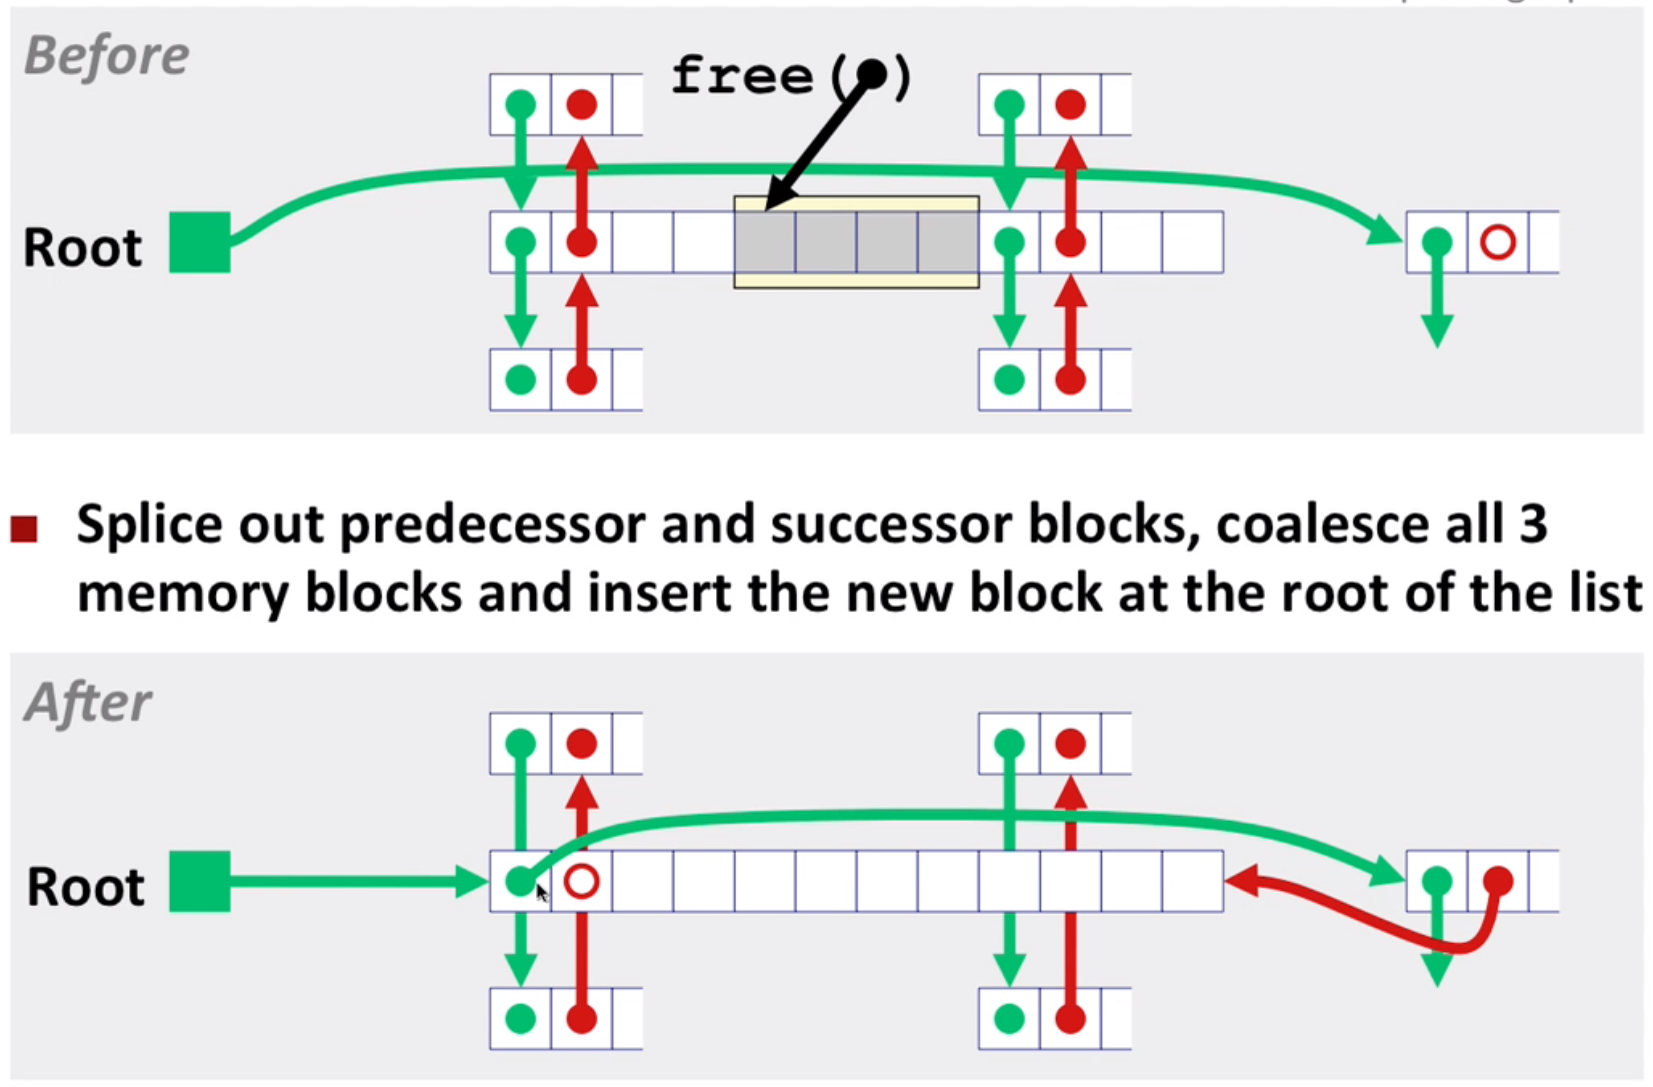 Before
free( )
Root
Splice out predecessor and successor blocks, coalesce all 3
memory blocks and insert the new block at the root of the list
After
Root